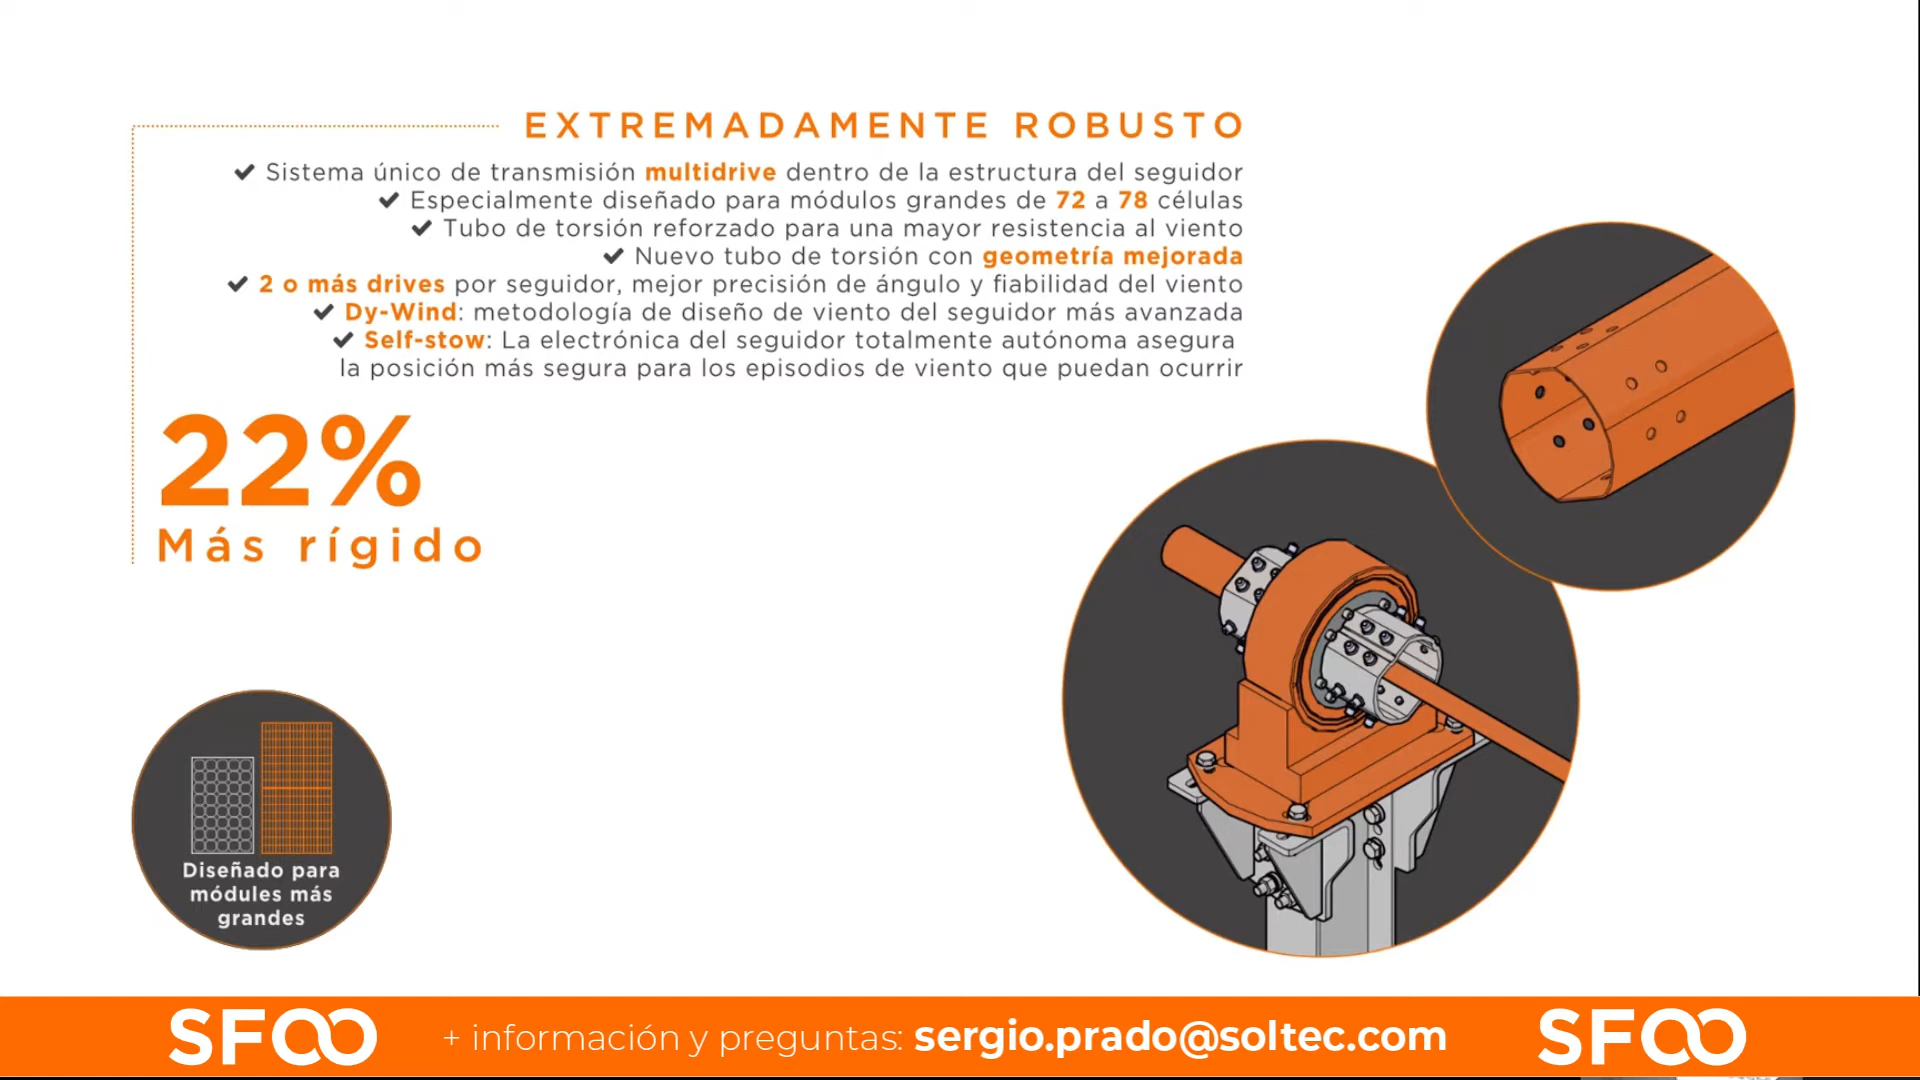 EXTREMADAMENTE ROBUSTO
✔ Sistema único de transmisión multidrive dentro de la estructura del seguidor
✔ Especialmente diseñado para módulos grandes de 72 a 78 células
✔ Tubo de torsión reforzado para una mayor resistencia al viento
✔ Nuevo tubo de torsión con geometría mejorada
✔ 2 o más drives por seguidor, mejor precisión de ángulo y fiabilidad del viento
✔ Dy-Wind: metodología de diseño de viento del seguidor más avanzada
✔ Self-stow: La electrónica del seguidor totalmente autónoma asegura
la posición más segura para los episodios de viento que puedan ocurrir
22%
Más rígido
Diseñado para
módules más
grandes
SF∞ + información y preguntas: sergio.prado@soltec.com SF∞